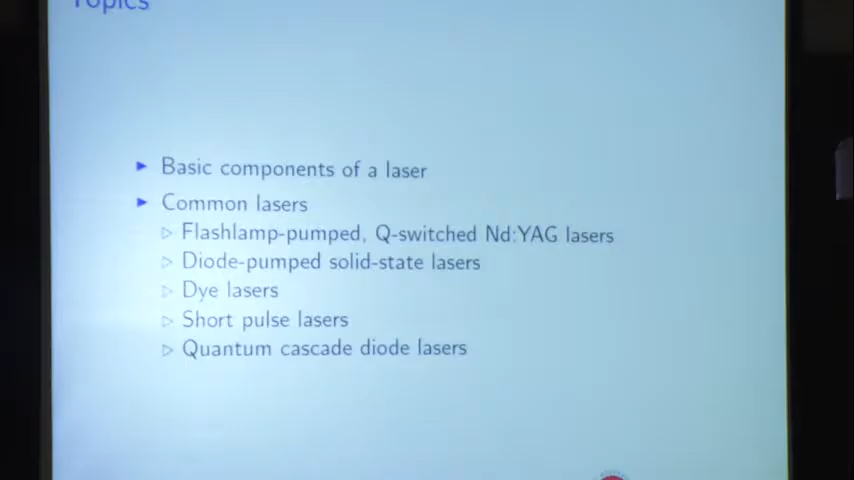 Topics
► Basic components of a laser
► Common lasers
▷ Flashlamp-pumped, Q-switched Nd:YAG lasers
▷ Diode-pumped solid-state lasers
▷ Dye lasers
▷ Short pulse lasers
▷ Quantum cascade diode lasers